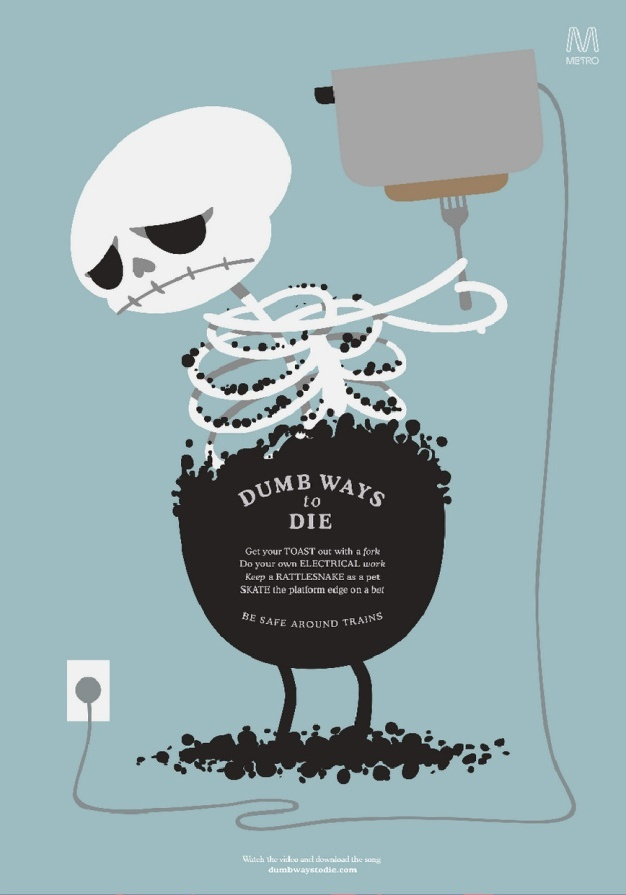 METRO
DUMB WAYS
to
DIE
Get your TOAST out with a fork
Do your own ELECTRICAL work
Keep a RATTLESNAKE as a pet
SKATE the platform edge on a bet
BE SAFE AROUND TRAINS
Watch the video and download the song
dumbwaystodie.com